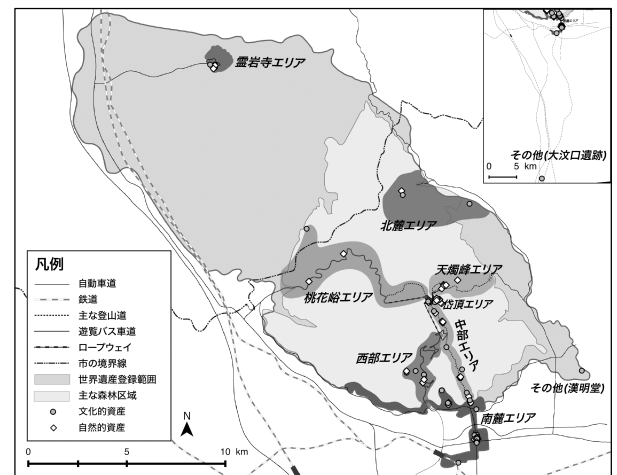 霊岩寺エリア
その他(大汶口遺跡)
0 5 km
北麓エリア
天燭峰エリア
桃花峪エリア
岱頂エリア
中部エリア
西部エリア
その他(漢明堂)
南麓エリア
凡例
自動車道
鉄道
主な登山道
遊覧バス車道
ロープウェイ
市の境界線
世界遺産登録範囲
主な森林区域
文化的資産
自然的資産
N
0 5 10 km